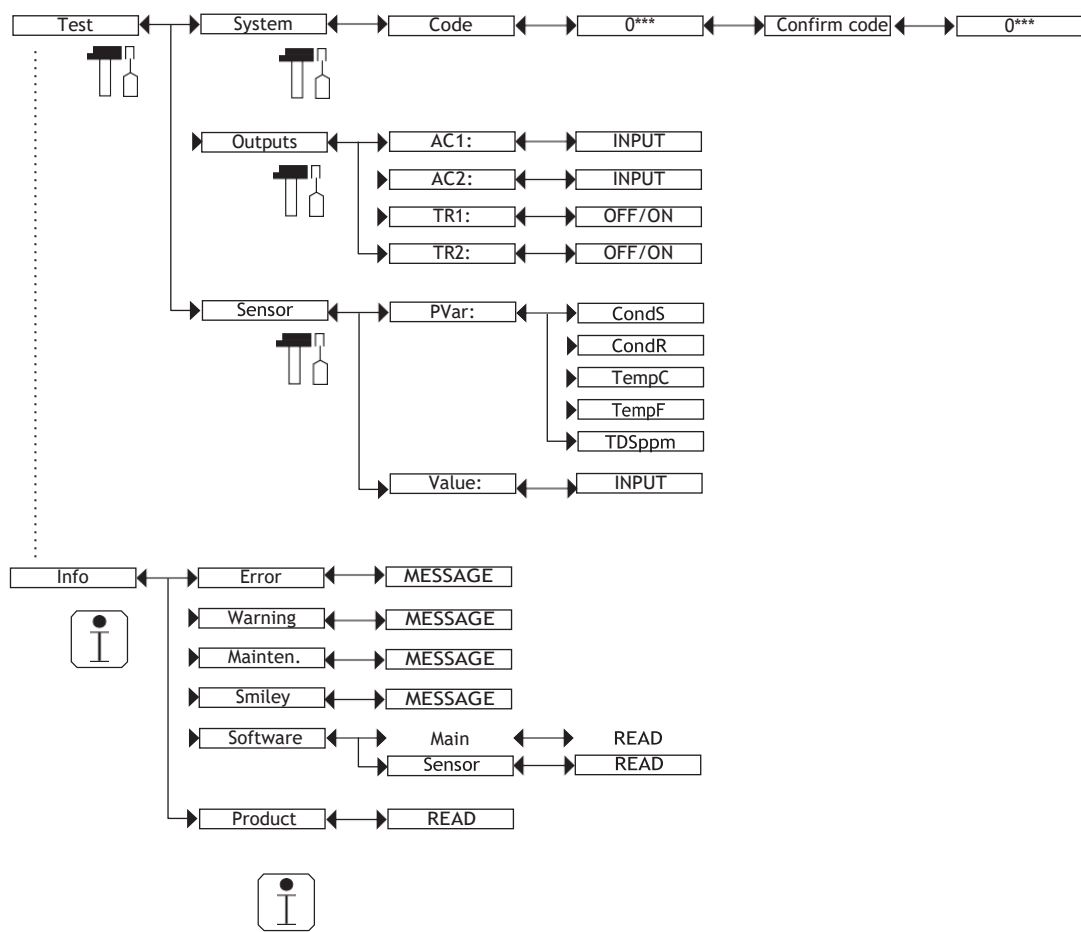 Test System Code 0*** Confirm code 0***
Outputs AC1: INPUT
AC2: INPUT
TR1: OFF/ON
TR2: OFF/ON
Sensor PVar: CondS
CondR
TempC
TempF
TDSppm
Value: INPUT
Info Error MESSAGE
Warning MESSAGE
Mainten. MESSAGE
Smiley MESSAGE
Software Main READ
Sensor READ
Product READ